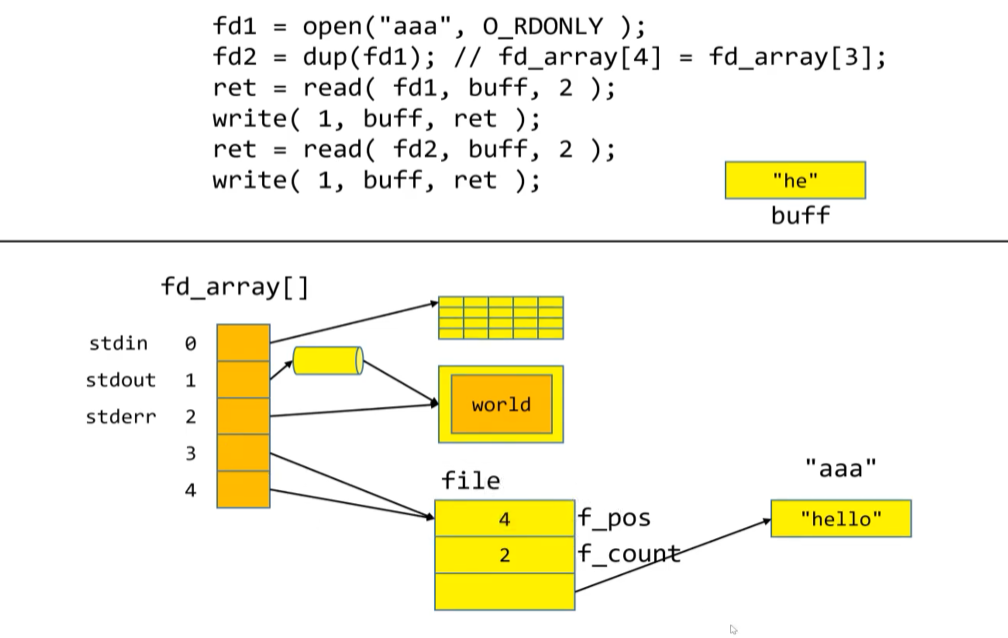 fd1 = open("aaa", O_RDONLY );
fd2 = dup(fd1); // fd_array[4] = fd_array[3];
ret = read( fd1, buff, 2 );
write( 1, buff, ret );
ret = read( fd2, buff, 2 );
write( 1, buff, ret );
"he"
buff
fd_array[]
stdin 0
stdout 1
stderr 2
3
4
world
file
4 f_pos
2 f_count
"aaa"
"hello"